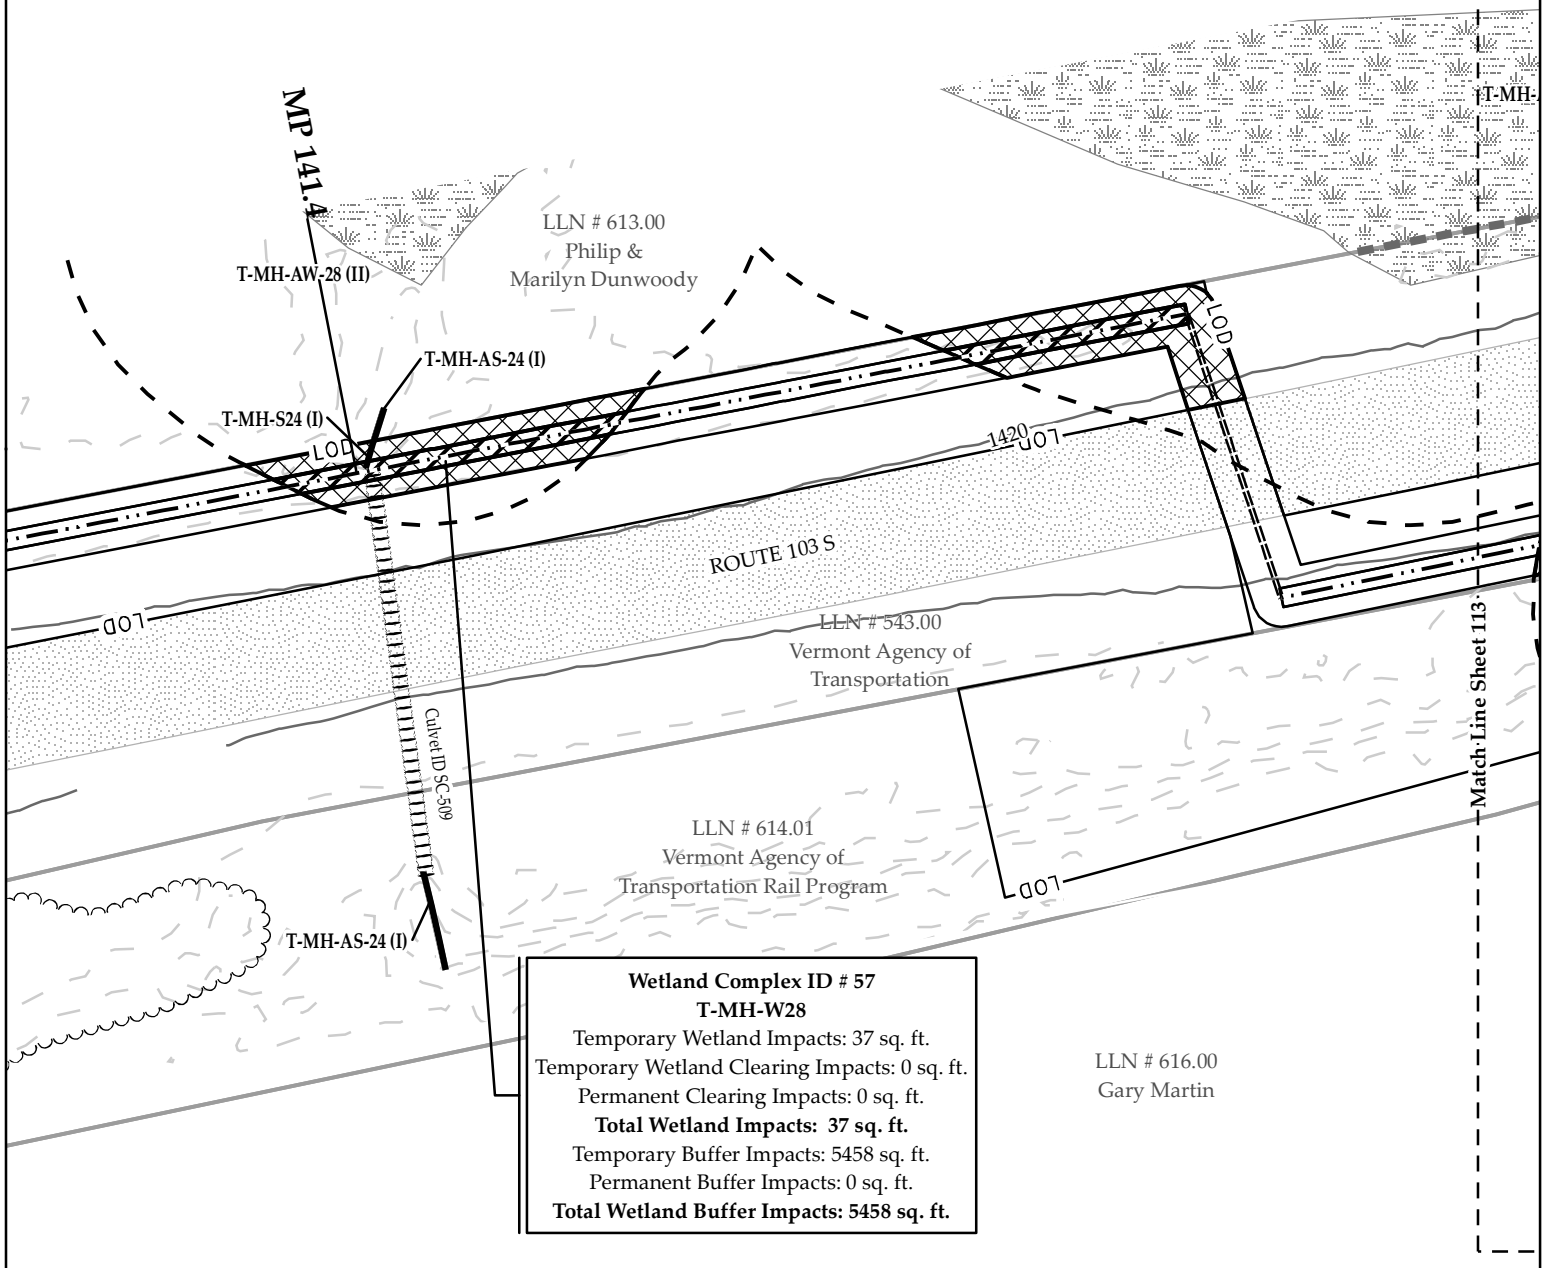 MP 141.4
T-MH-
LLN # 613.00
Philip &
Marilyn Dunwoody
T-MH-AW-28 (II)
LOD
T-MH-AS-24 (I)
T-MH-S24 (I)
LOD
1420
LOD
ROUTE 103 S
LOD
LLN # 543.00
Vermont Agency of
Transportation
Match Line Sheet 113
Culvet ID SC-509
LLN # 614.01
Vermont Agency of
Transportation Rail Program
LOD
T-MH-AS-24 (I)
Wetland Complex ID # 57
T-MH-W28
Temporary Wetland Impacts: 37 sq. ft.
Temporary Wetland Clearing Impacts: 0 sq. ft.
Permanent Clearing Impacts: 0 sq. ft.
Total Wetland Impacts:  37 sq. ft.
Temporary Buffer Impacts: 5458 sq. ft.
Permanent Buffer Impacts: 0 sq. ft.
Total Wetland Buffer Impacts: 5458 sq. ft.
LLN # 616.00
Gary Martin